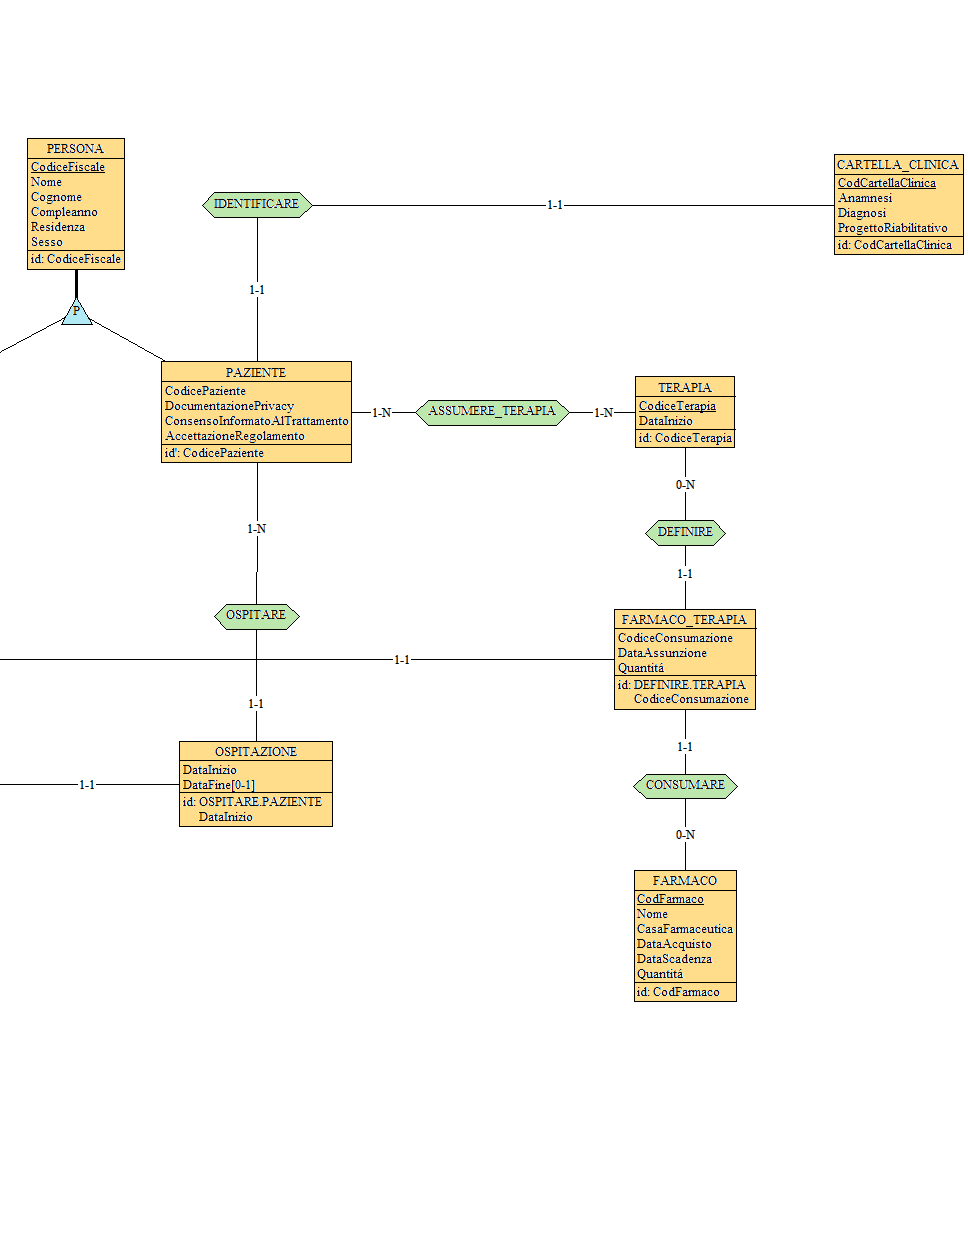 PERSONA
CodiceFiscale
Nome
Cognome
Compleanno
Residenza
Sesso
id: CodiceFiscale
P
IDENTIFICARE
1-1
1-1
CARTELLA_CLINICA
CodCartellaClinica
Anamnesi
Diagnosi
ProgettoRiabilitativo
id: CodCartellaClinica
PAZIENTE
CodicePaziente
DocumentazionePrivacy
ConsensoInformatoAlTrattamento
AccettazioneRegolamento
id': CodicePaziente
1-N
ASSUMERE_TERAPIA
1-N
TERAPIA
CodiceTerapia
DataInizio
id: CodiceTerapia
0-N
DEFINIRE
1-1
1-N
OSPITARE
1-1
FARMACO_TERAPIA
CodiceConsumazione
DataAssunzione
Quantitá
id: DEFINIRE.TERAPIA
CodiceConsumazione
1-1
1-1
OSPITAZIONE
DataInizio
DataFine[0-1]
id: OSPITARE.PAZIENTE
DataInizio
1-1
1-1
CONSUMARE
0-N
FARMACO
CodFarmaco
Nome
CasaFarmaceutica
DataAcquisto
DataScadenza
Quantitá
id: CodFarmaco